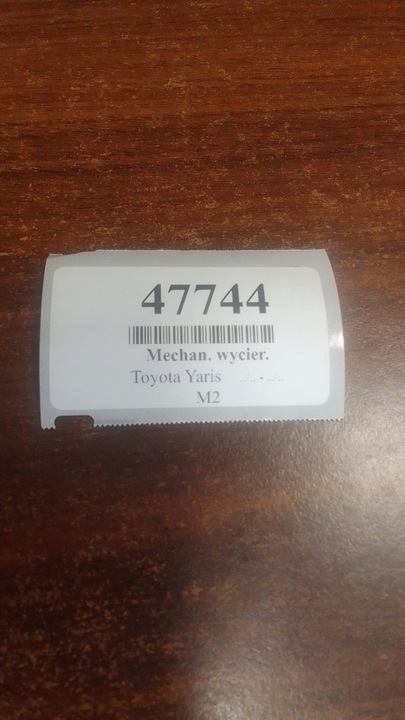 47744
Mechan. wycier.
Toyota Yaris ../.. - ../..
M2